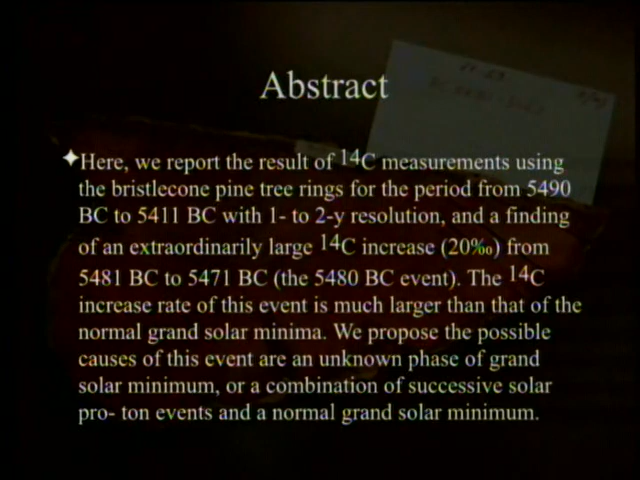 Abstract
✦Here, we report the result of ¹⁴C measurements using
the bristlecone pine tree rings for the period from 5490
BC to 5411 BC with 1- to 2-y resolution, and a finding
of an extraordinarily large ¹⁴C increase (20‰) from
5481 BC to 5471 BC (the 5480 BC event). The ¹⁴C
increase rate of this event is much larger than that of the
normal grand solar minima. We propose the possible
causes of this event are an unknown phase of grand
solar minimum, or a combination of successive solar
pro- ton events and a normal grand solar minimum.